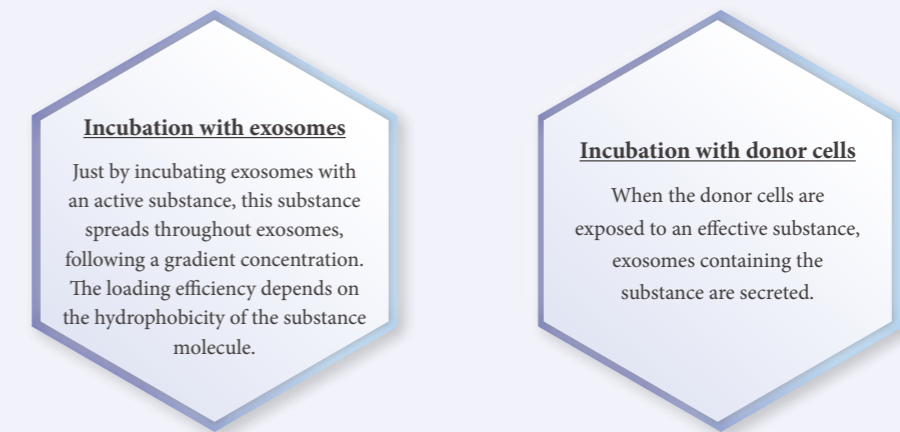 Incubation with exosomes
Just by incubating exosomes with
an active substance, this substance
spreads throughout exosomes,
following a gradient concentration.
The loading efficiency depends on
the hydrophobicity of the substance
molecule.
Incubation with donor cells
When the donor cells are
exposed to an effective substance,
exosomes containing the
substance are secreted.